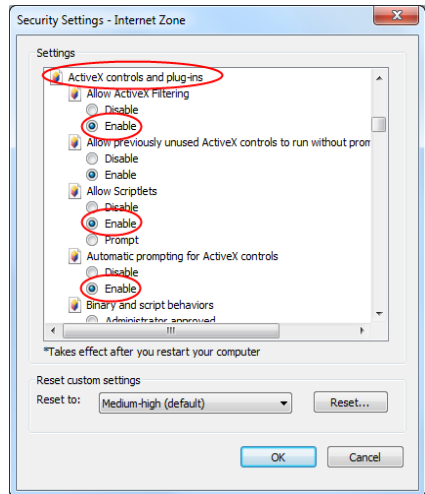 Security Settings - Internet Zone
Settings
ActiveX controls and plug-ins
Allow ActiveX Filtering
Disable
Enable
Allow previously unused ActiveX controls to run without prom
Disable
Enable
Allow Scriptlets
Disable
Enable
Prompt
Automatic prompting for ActiveX controls
Disable
Enable
Binary and script behaviors
Administrator approved
*Takes effect after you restart your computer
Reset custom settings
Reset to: Medium-high (default) Reset...
OK Cancel